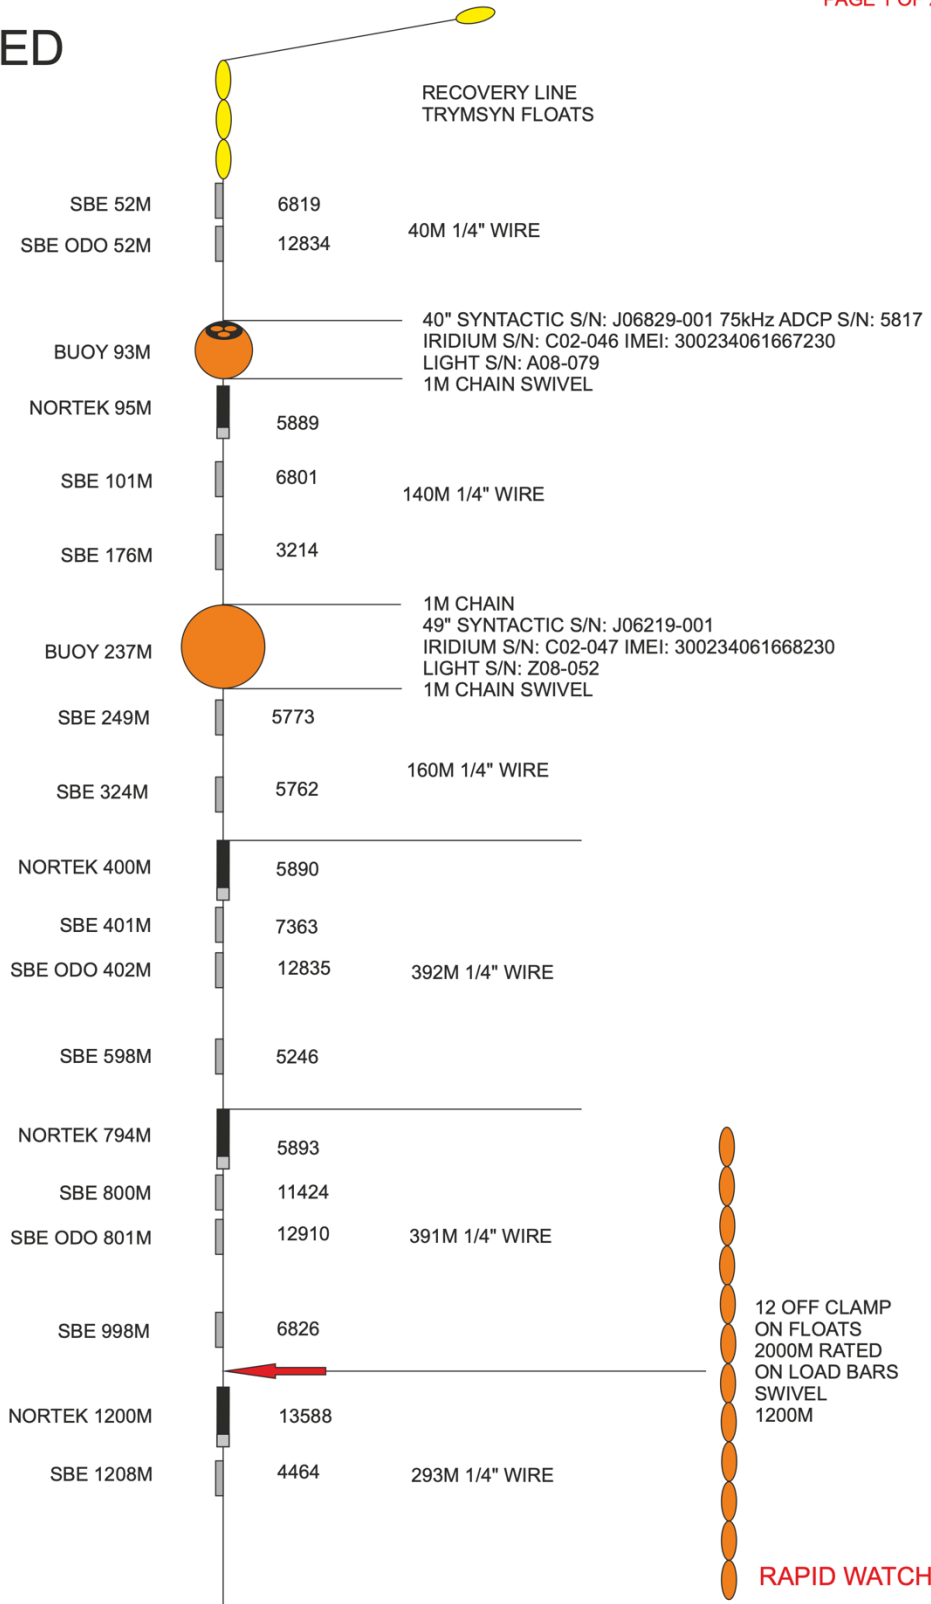 PAGE 1 OF
ED
RECOVERY LINE
TRYMSYN FLOATS
SBE 52M 6819
40M 1/4" WIRE
SBE ODO 52M 12834
40" SYNTACTIC S/N: J06829-001 75kHz ADCP S/N: 5817
IRIDIUM S/N: C02-046 IMEI: 300234061667230
BUOY 93M
LIGHT S/N: A08-079
1M CHAIN SWIVEL
NORTEK 95M 5889
SBE 101M 6801
140M 1/4" WIRE
SBE 176M 3214
1M CHAIN
49" SYNTACTIC S/N: J06219-001
IRIDIUM S/N: C02-047 IMEI: 300234061668230
BUOY 237M
LIGHT S/N: Z08-052
1M CHAIN SWIVEL
SBE 249M 5773
160M 1/4" WIRE
SBE 324M 5762
NORTEK 400M 5890
SBE 401M 7363
SBE ODO 402M 12835 392M 1/4" WIRE
SBE 598M 5246
NORTEK 794M 5893
SBE 800M 11424
SBE ODO 801M 12910 391M 1/4" WIRE
12 OFF CLAMP
ON FLOATS
SBE 998M 6826
2000M RATED
ON LOAD BARS
SWIVEL
1200M
NORTEK 1200M 13588
SBE 1208M 4464 293M 1/4" WIRE
RAPID WATCH